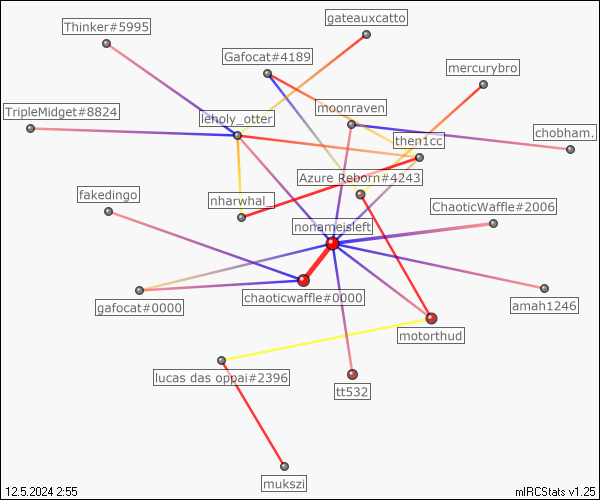 gateauxcatto
Thinker#5995
Gafocat#4189
mercurybro
moonraven
TripleMidget#8824
leholy_otter
chobham.
then1cc
Azure Reborn#4243
fakedingo
nharwhal_
ChaoticWaffle#2006
nonameisleft
chaoticwaffle#0000
gafocat#0000
amah1246
motorthud
lucas das oppai#2396
tt532
mukszi
12.5.2024 2:55
mIRCStats v1.25